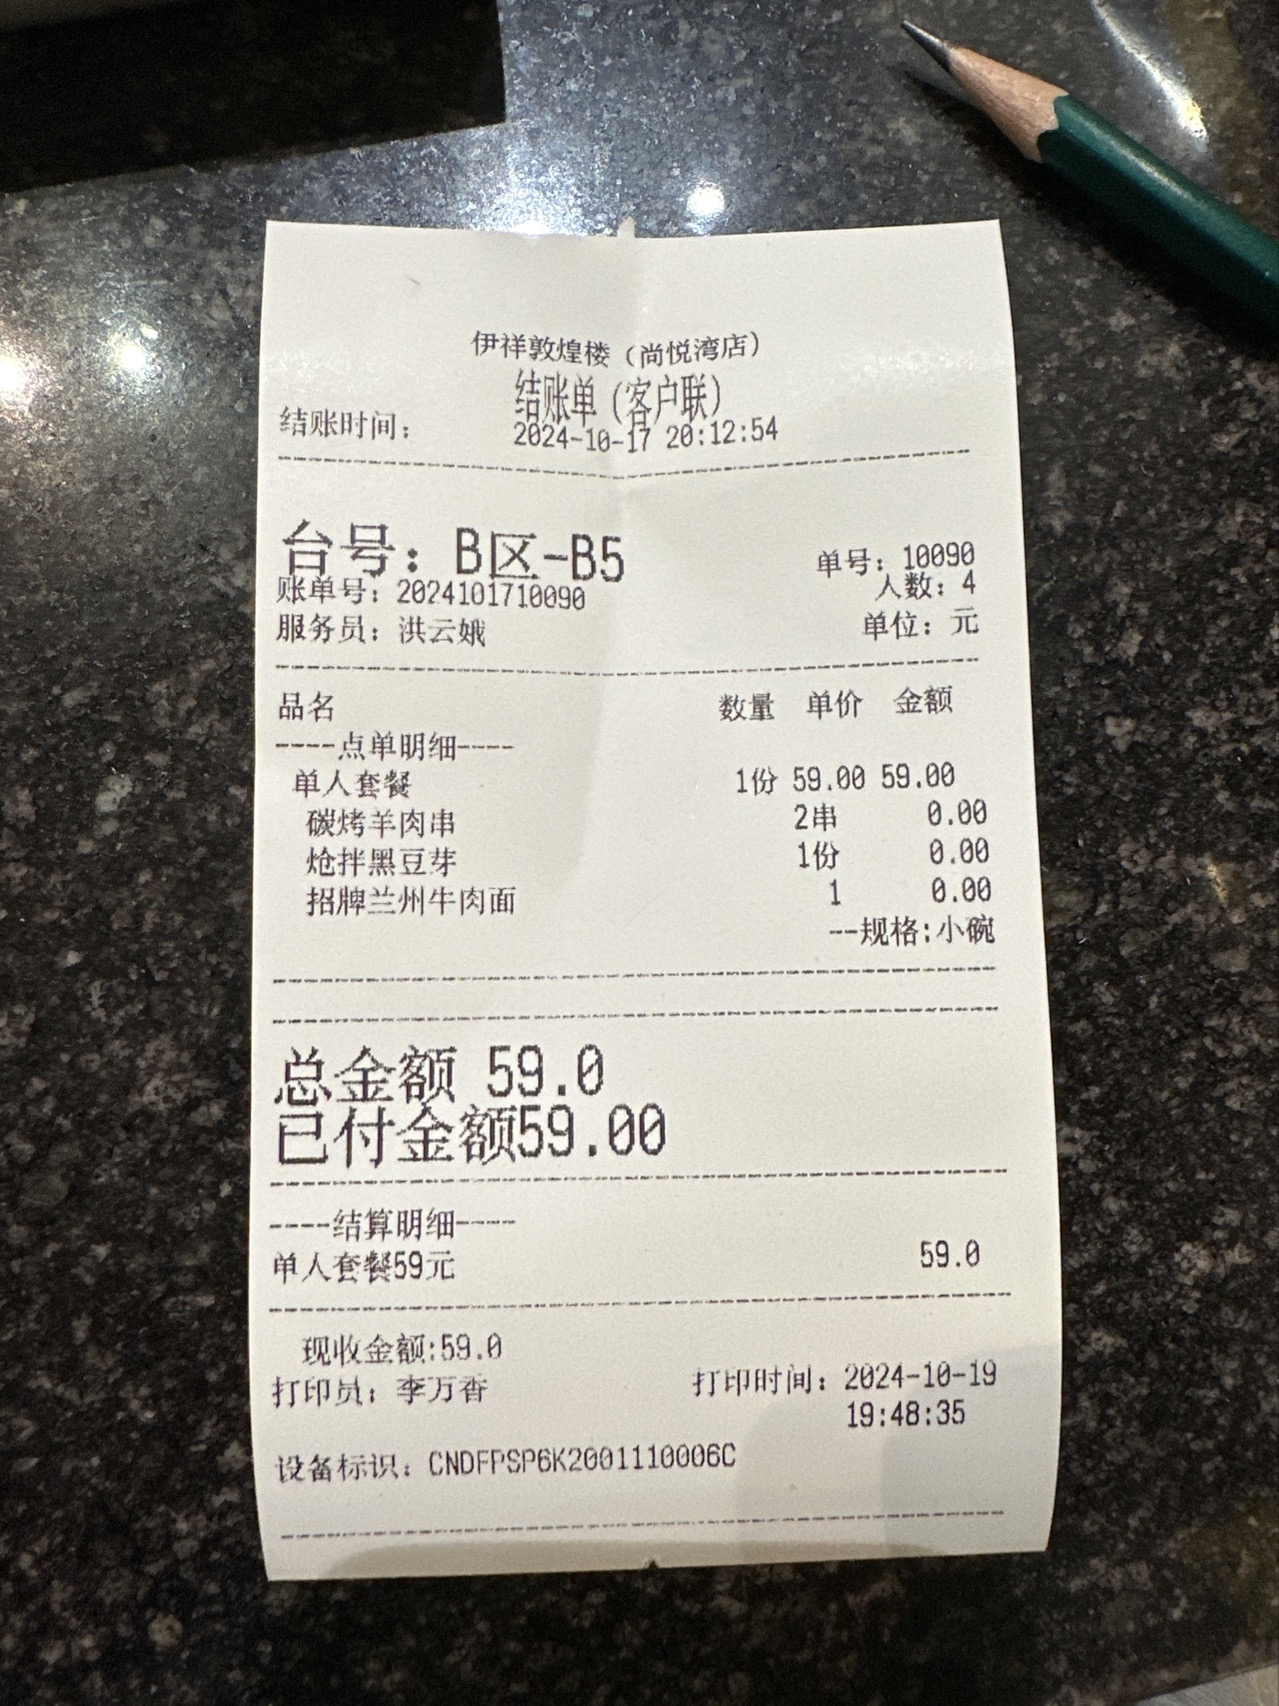 伊祥敦煌楼（尚悦湾店）
结账单（客户联）
结账时间： 2024-10-17 20:12:54
台号：B区-B5 单号：10090
账单号：2024101710090 人数：4
服务员：洪云娥 单位：元
品名 数量 单价 金额
----点单明细----
单人套餐 1份 59.00 59.00
碳烤羊肉串 2串 0.00
炝拌黑豆芽 1份 0.00
招牌兰州牛肉面 1 0.00
--规格:小碗
总金额 59.0
已付金额59.00
----结算明细----
单人套餐59元 59.0
现收金额:59.0
打印员：李万香 打印时间：2024-10-19
19:48:35
设备标识：CNDFPSP6K2001110006C